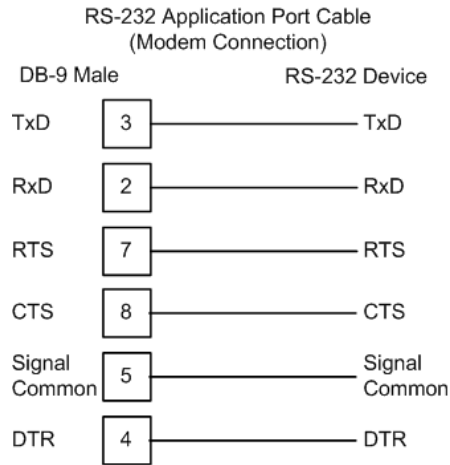 RS-232 Application Port Cable
(Modem Connection)
DB-9 Male RS-232 Device
TxD 3 TxD
RxD 2 RxD
RTS 7 RTS
CTS 8 CTS
Signal Common 5 Signal Common
DTR 4 DTR